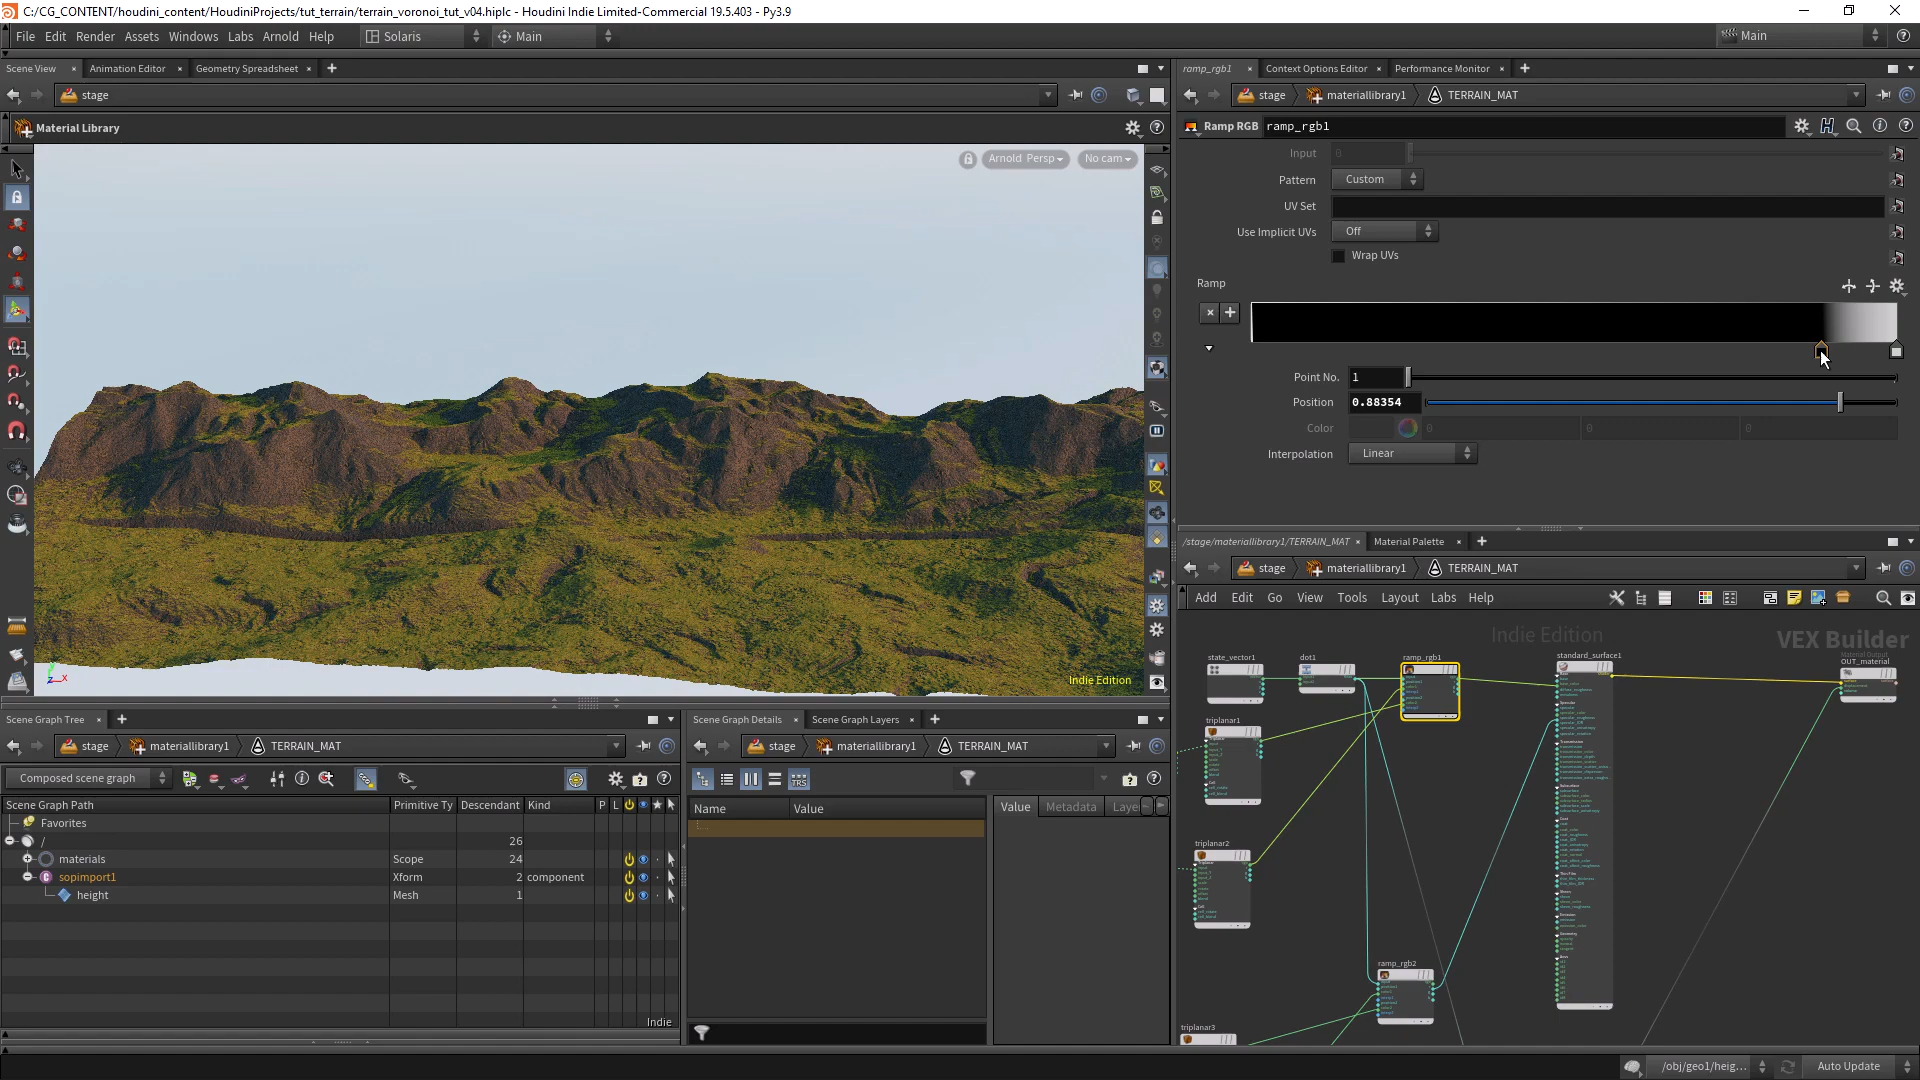 C:/CG_CONTENT/houdini_content/HoudiniProjects/tut_terrain/terrain_voronoi_tut_v04.hiplc - Houdini Indie Limited-Commercial 19.5.403 - Py3.9
File Edit Render Assets Windows Labs Arnold Help Solaris Main Main
Scene View Animation Editor Geometry Spreadsheet
stage
Material Library
Arnold Persp No cam
Indie Edition
ramp_rgb1 Context Options Editor Performance Monitor
stage materiallibrary1 TERRAIN_MAT
Ramp RGB ramp_rgb1
Input 0
Pattern Custom
UV Set
Use Implicit UVs Off
Wrap UVs
Ramp
Point No. 1
Position 0.88354
Color 0 0 0
Interpolation Linear
/stage/materiallibrary1/TERRAIN_MAT Material Palette
stage materiallibrary1 TERRAIN_MAT
Add Edit Go View Tools Layout Labs Help
Indie Edition VEX Builder
state_vector1 dot1 ramp_rgb1 standard_surface1 Material Output
OUT_material
triplanar1
triplanar2
ramp_rgb2
triplanar3
Scene Graph Tree
stage materiallibrary1 TERRAIN_MAT
Composed scene graph
Scene Graph Path Primitive Ty Descendant Kind P L
Favorites
/ 26
materials Scope 24
sopimport1 Xform 2 component
height Mesh 1
Indie
Scene Graph Details Scene Graph Layers
stage materiallibrary1 TERRAIN_MAT
Name Value
Value Metadata Laye
/obj/geo1/heig... Auto Update